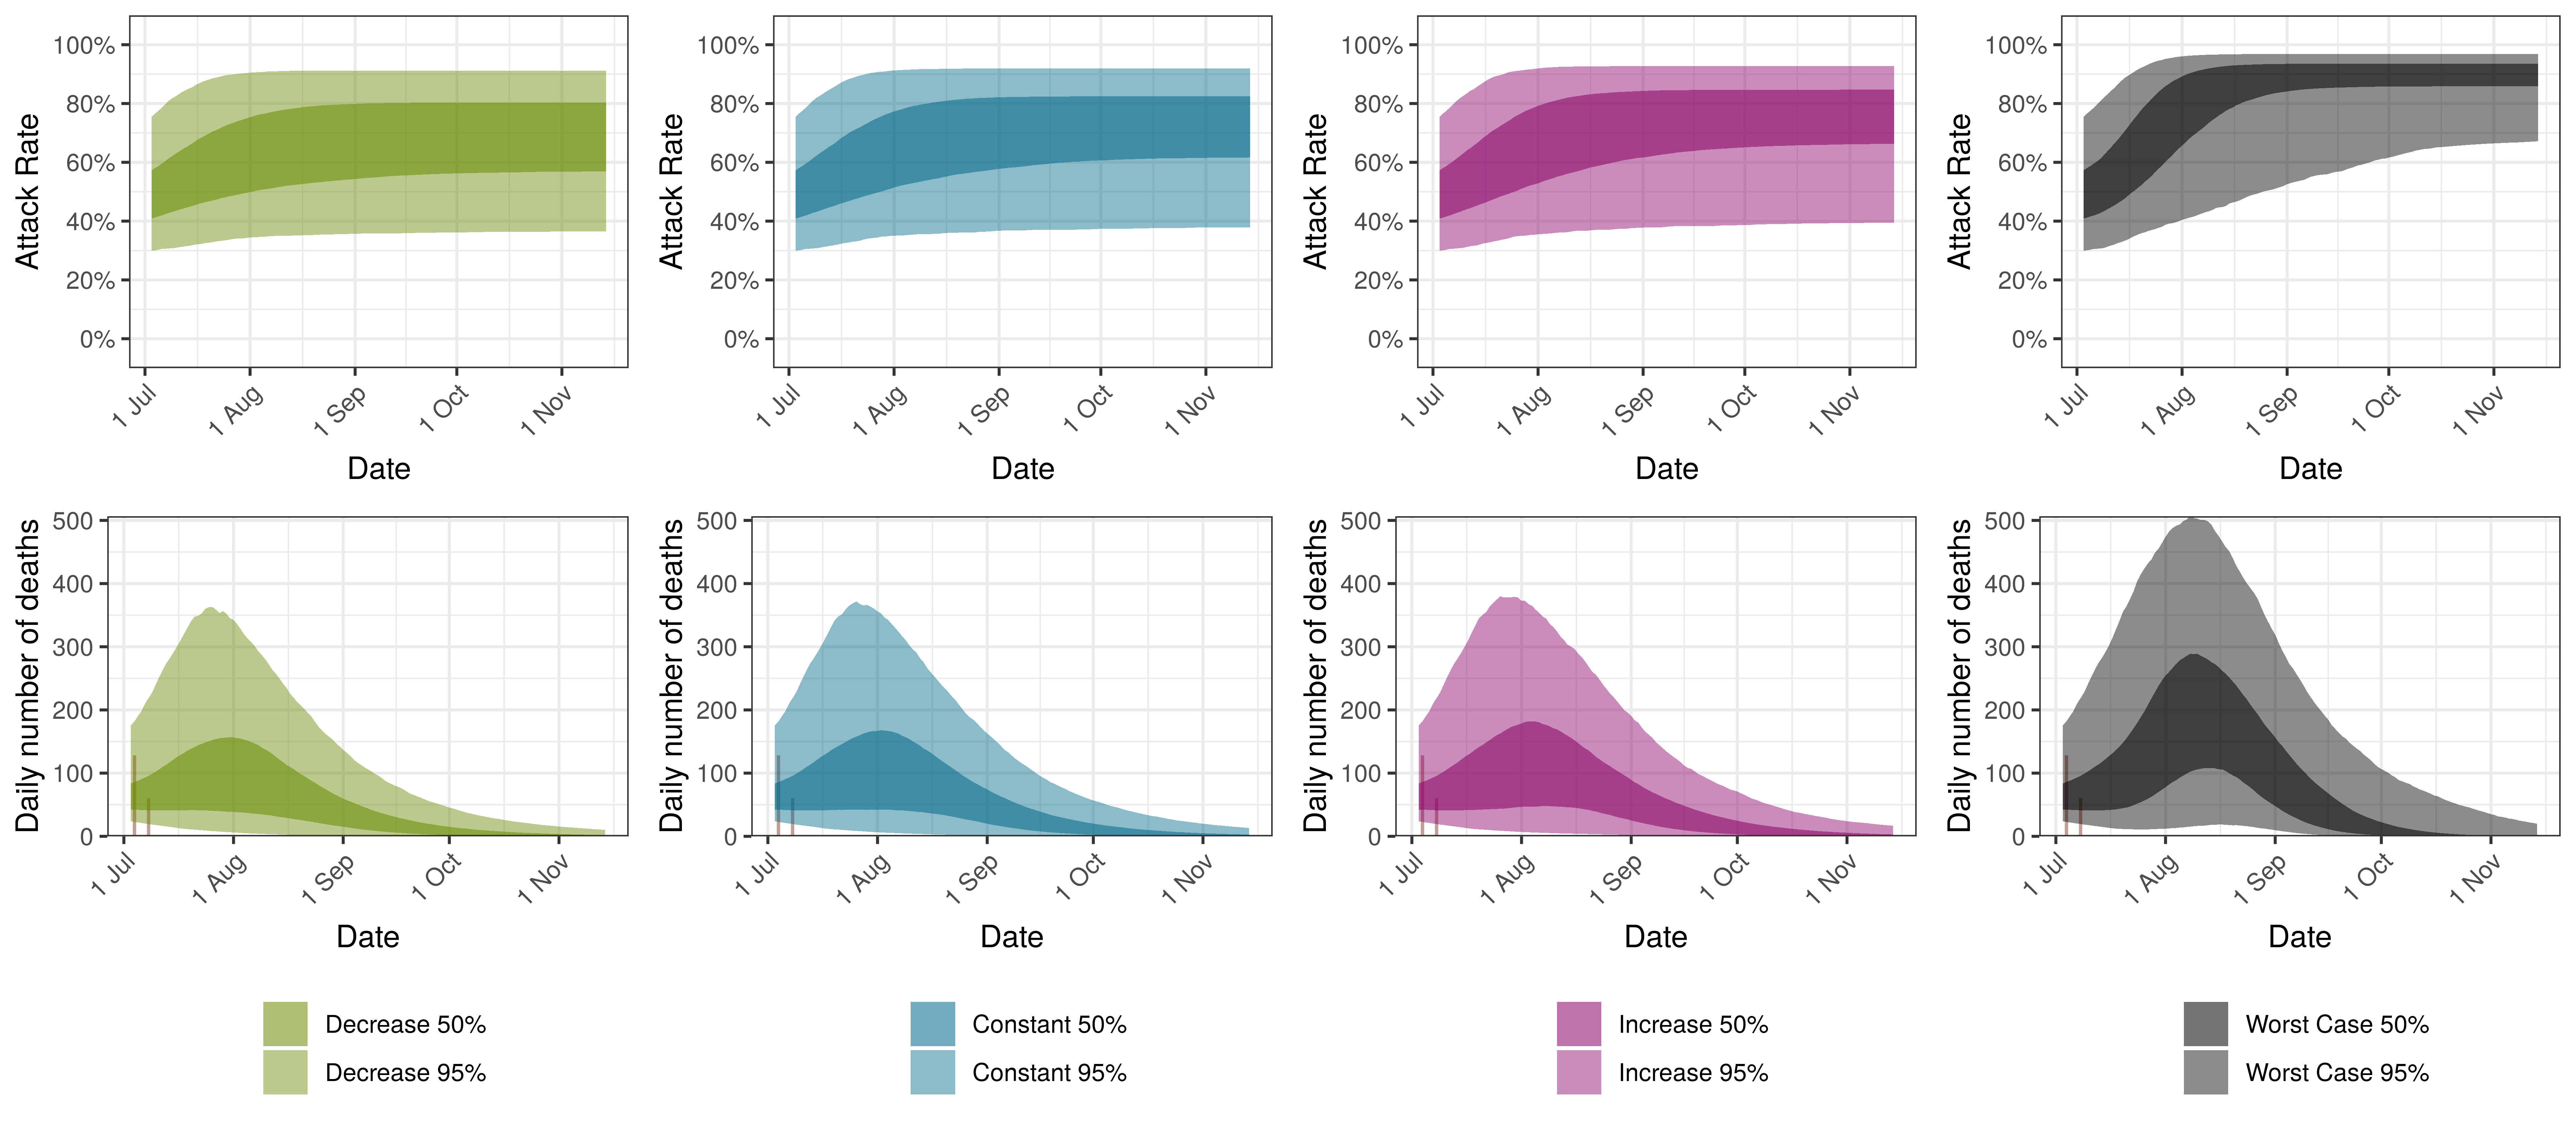 Attack Rate
100%
80%
60%
40%
20%
0%
1 Jul
1 Aug
1 Sep
1 Oct
1 Nov
Date
Attack Rate
100%
80%
60%
40%
20%
0%
1 Jul
1 Aug
1 Sep
1 Oct
1 Nov
Date
Attack Rate
100%
80%
60%
40%
20%
0%
1 Jul
1 Aug
1 Sep
1 Oct
1 Nov
Date
Attack Rate
100%
80%
60%
40%
20%
0%
1 Jul
1 Aug
1 Sep
1 Oct
1 Nov
Date
Daily number of deaths
500
400
300
200
100
0
1 Jul
1 Aug
1 Sep
1 Oct
1 Nov
Date
Daily number of deaths
500
400
300
200
100
0
1 Jul
1 Aug
1 Sep
1 Oct
1 Nov
Date
Daily number of deaths
500
400
300
200
100
0
1 Jul
1 Aug
1 Sep
1 Oct
1 Nov
Date
Daily number of deaths
500
400
300
200
100
0
1 Jul
1 Aug
1 Sep
1 Oct
1 Nov
Date
Decrease 50%
Decrease 95%
Constant 50%
Constant 95%
Increase 50%
Increase 95%
Worst Case 50%
Worst Case 95%